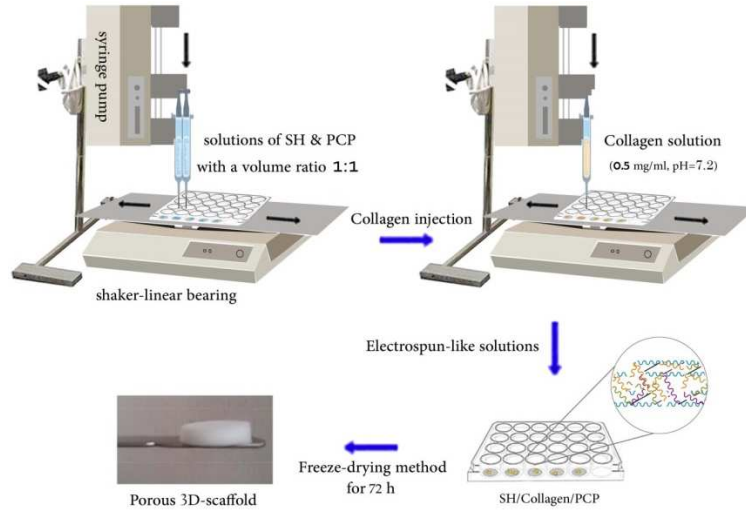 syringe pump
solutions of SH & PCP
with a volume ratio 1:1
Collagen solution
(0.5 mg/ml, pH=7.2)
Collagen injection
shaker-linear bearing
Electrospun-like solutions
Freeze-drying method
for 72 h
Porous 3D-scaffold
SH/Collagen/PCP